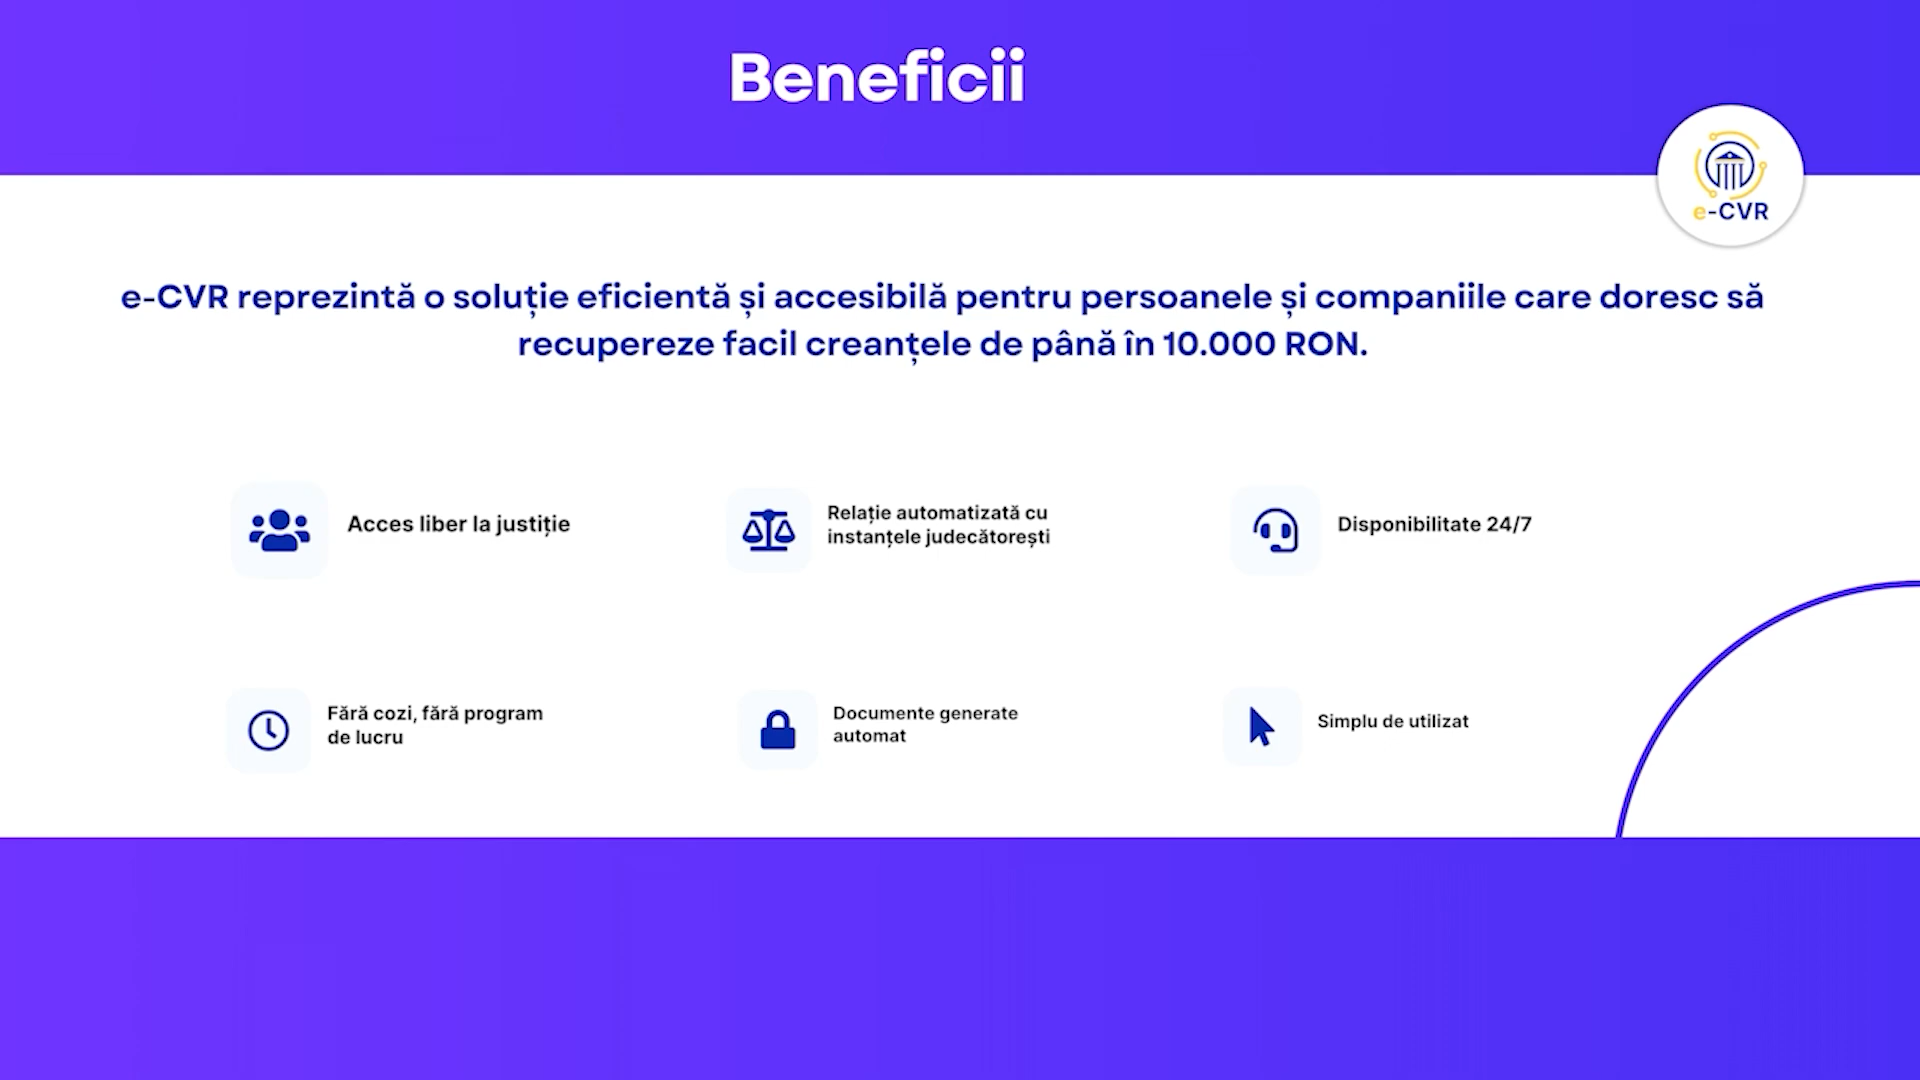 Beneficii
e-CVR
e-CVR reprezintă o soluție eficientă și accesibilă pentru persoanele și companiile care doresc să
recupereze facil creanțele de până în 10.000 RON.
Acces liber la justiție
Relație automatizată cu
instanțele judecătorești
Disponibilitate 24/7
Fără cozi, fără program
de lucru
Documente generate
automat
Simplu de utilizat